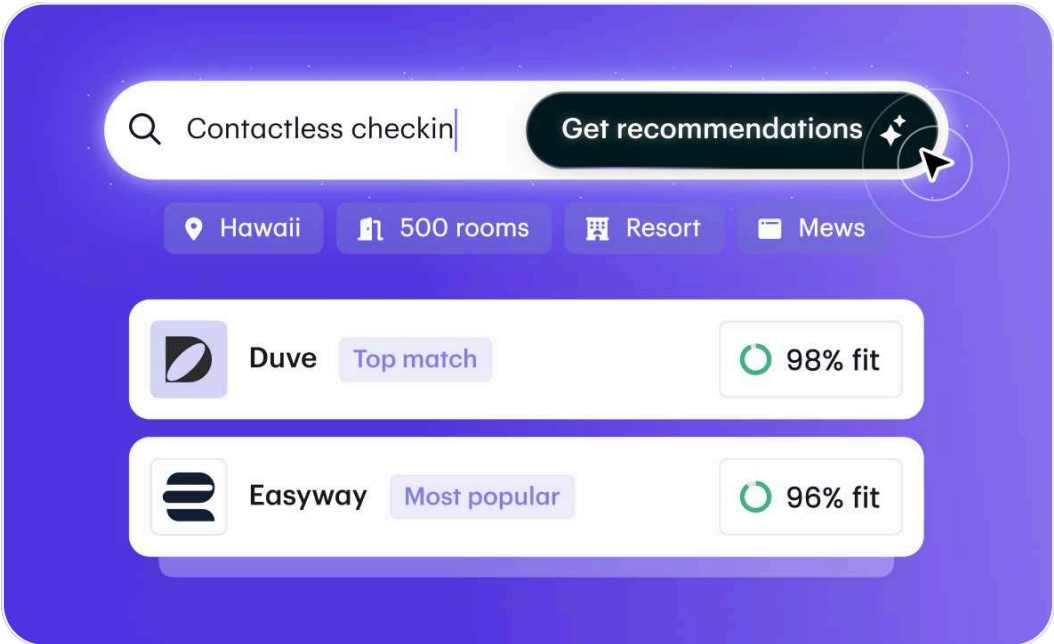 Contactless checkin Get recommendations
Hawaii 500 rooms Resort Mews
Duve Top match 98% fit
Easyway Most popular 96% fit